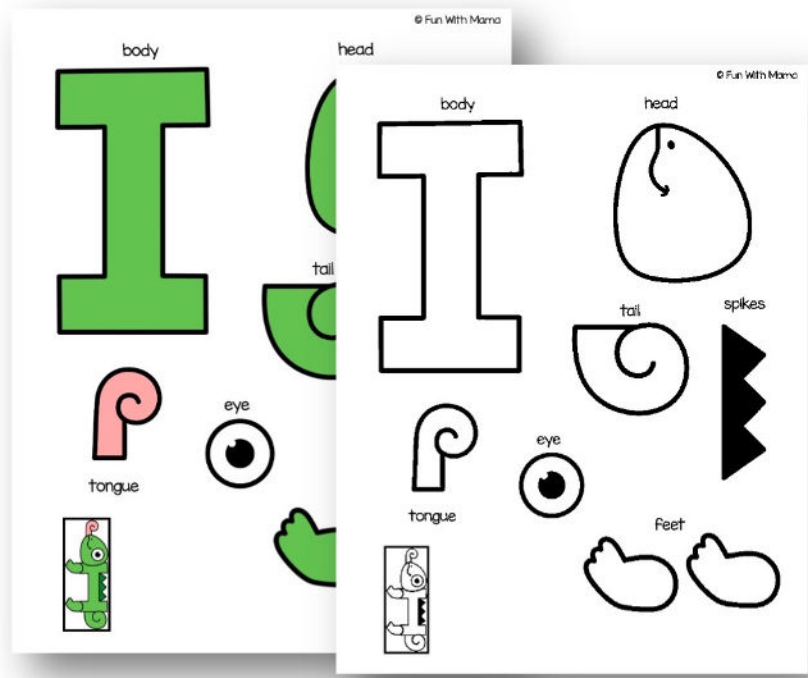 © Fun With Mama
body
head
tail
eye
tongue
© Fun With Mama
body
head
tail
spikes
eye
tongue
feet